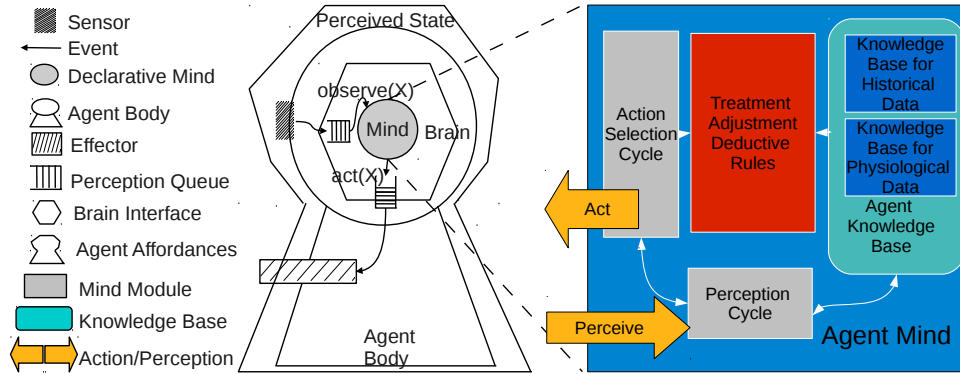 Sensor
Event
Declarative Mind
Agent Body
Effector
Perception Queue
Brain Interface
Agent Affordances
Mind Module
Knowledge Base
Action/Perception
Perceived State
Sensor
observe(X)
Mind
Brain
act(X)
Agent
Body
Action
Selection
Cycle
Treatment
Adjustment
Deductive
Rules
Knowledge
Base for
Historical
Data
Knowledge
Base for
Physiological
Data
Agent
Knowledge
Base
Act
Perceive
Perception
Cycle
Agent Mind